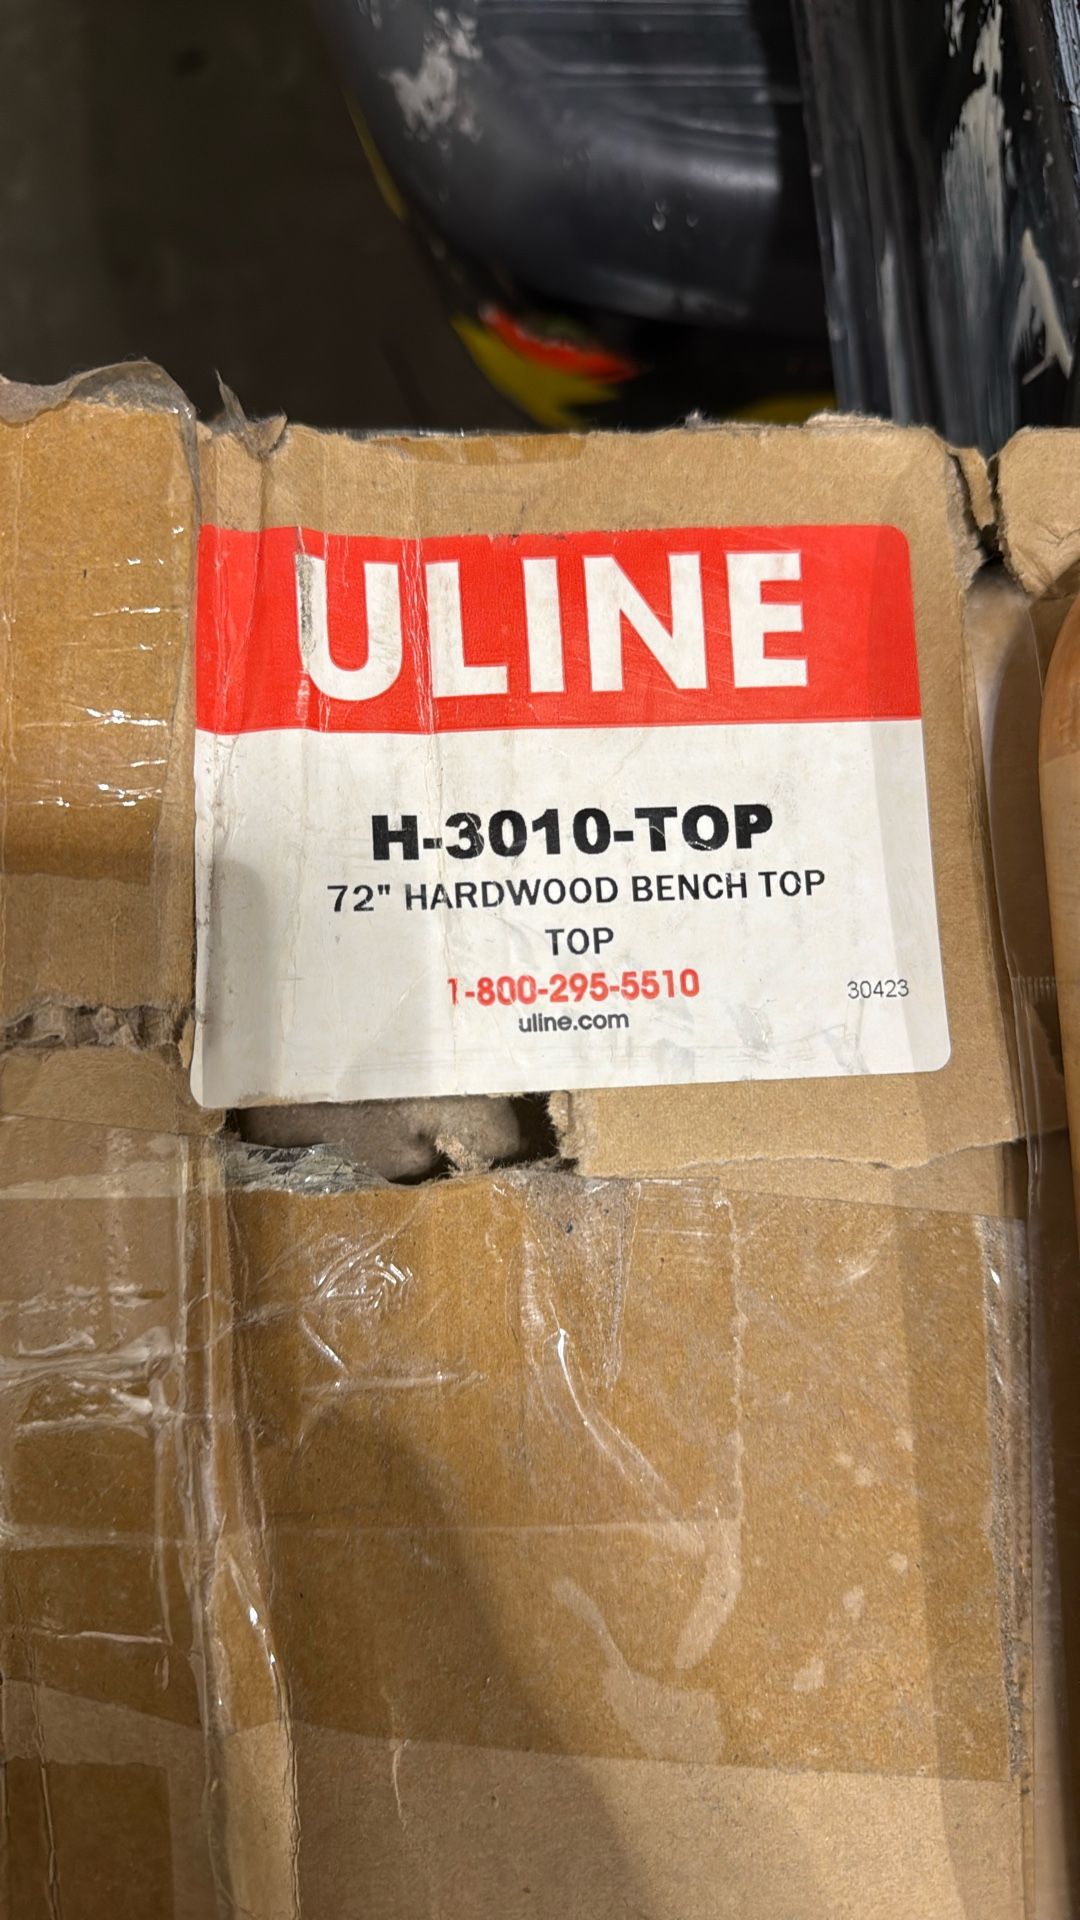 ULINE
H-3010-TOP
72" HARDWOOD BENCH TOP
TOP
1-800-295-5510
uline.com
30423